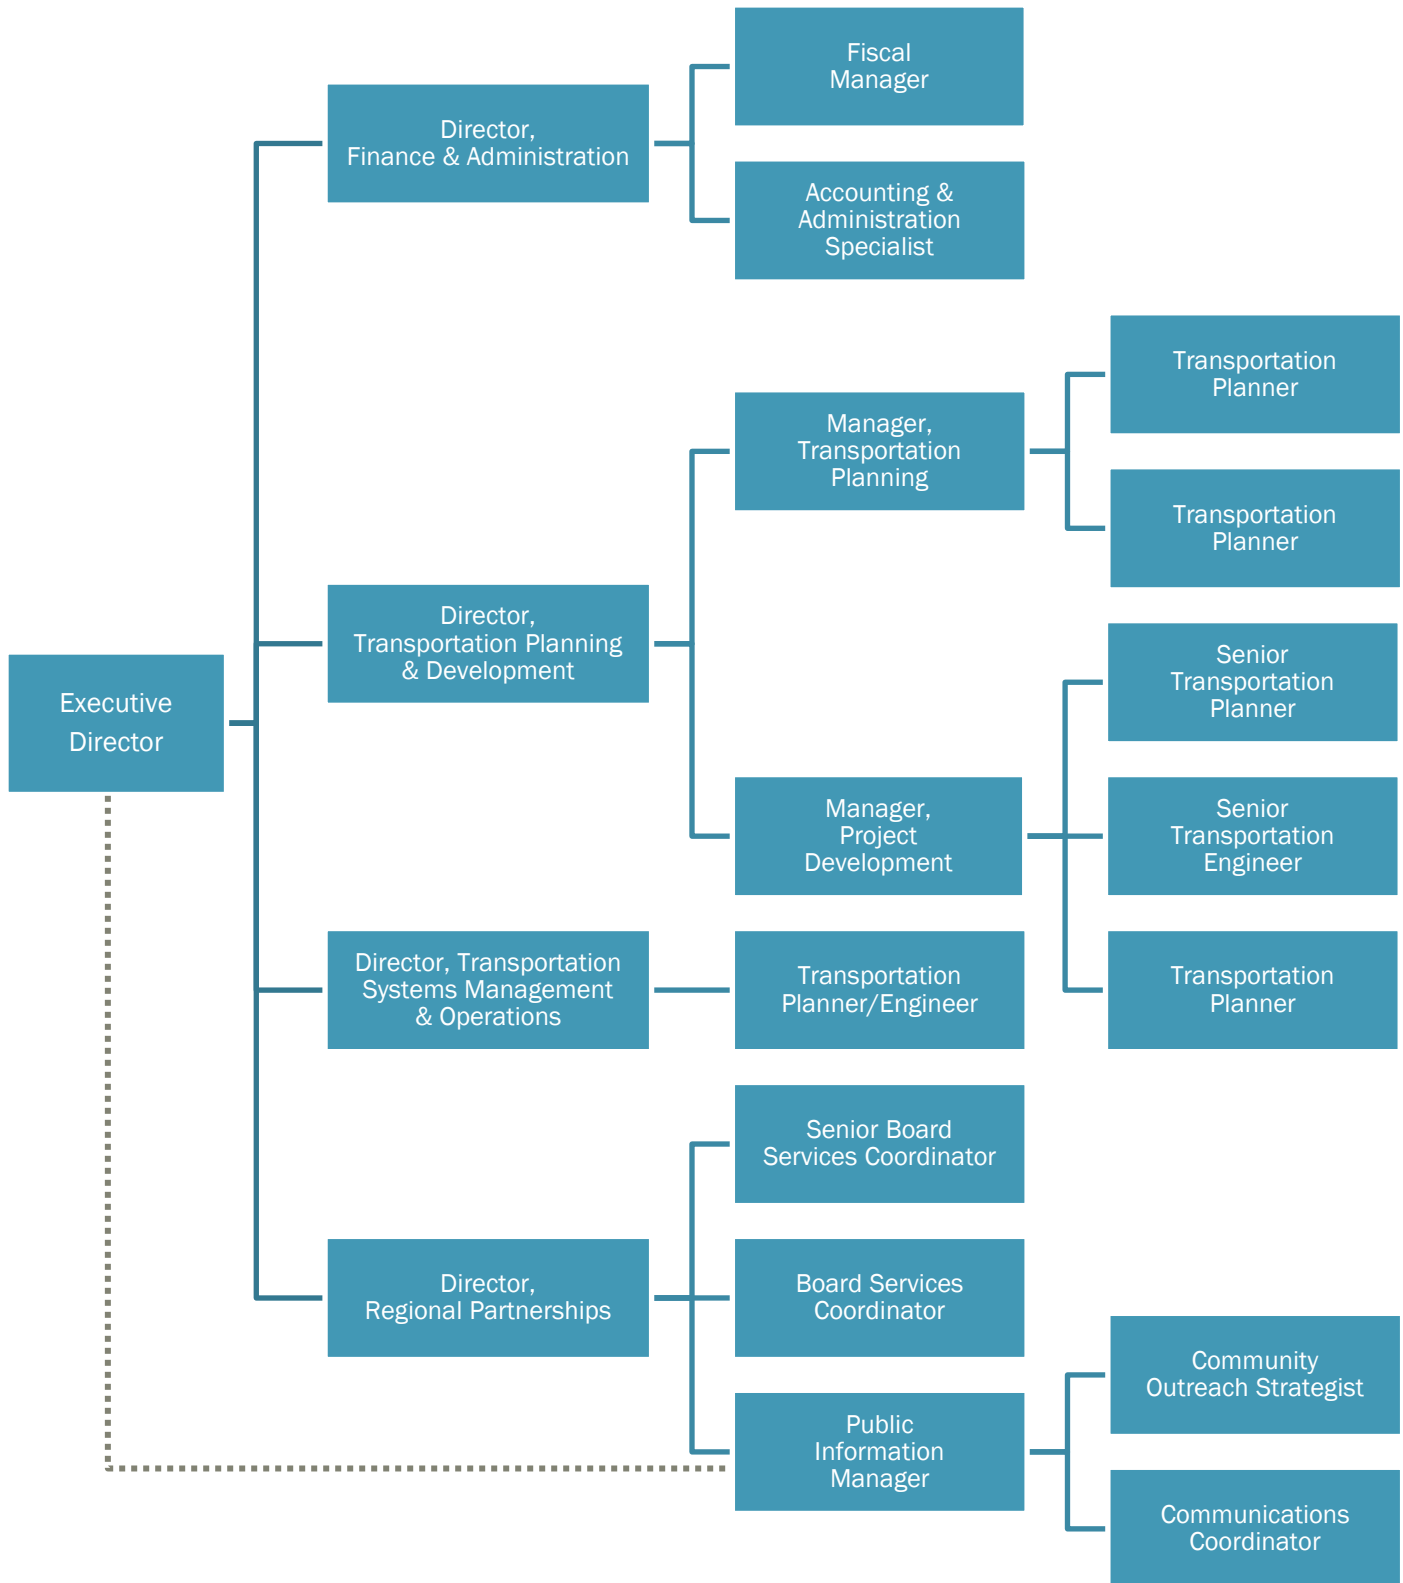 Fiscal
Manager
Director,
Finance & Administration
Accounting &
Administration
Specialist
Transportation
Planner
Manager,
Transportation
Planning
Transportation
Planner
Director,
Transportation Planning
& Development
Senior
Transportation
Planner
Executive
Director
Manager,
Project
Development
Senior
Transportation
Engineer
Director, Transportation
Systems Management
& Operations
Transportation
Planner/Engineer
Transportation
Planner
Senior Board
Services Coordinator
Director,
Regional Partnerships
Board Services
Coordinator
Community
Outreach Strategist
Public
Information
Manager
Communications
Coordinator